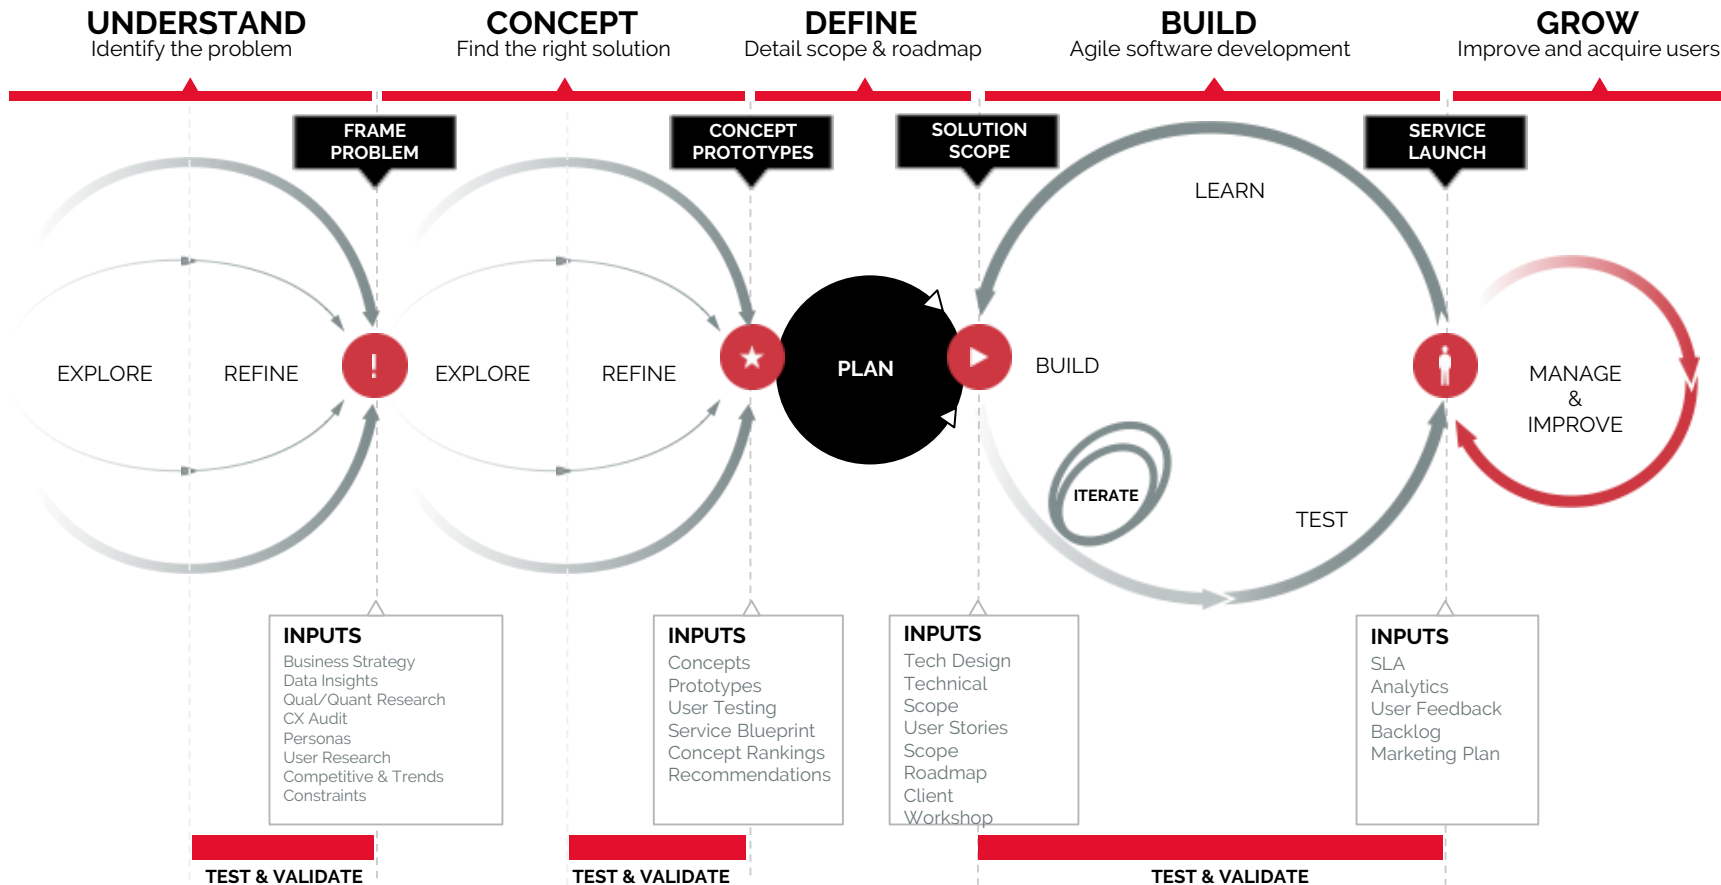 UNDERSTAND
Identify the problem
CONCEPT
Find the right solution
DEFINE
Detail scope & roadmap
BUILD
Agile software development
GROW
Improve and acquire users
FRAME
PROBLEM
CONCEPT
PROTOTYPES
SOLUTION
SCOPE
SERVICE
LAUNCH
EXPLORE
REFINE
!
EXPLORE
REFINE
PLAN
BUILD
LEARN
ITERATE
TEST
MANAGE
&
IMPROVE
INPUTS
Business Strategy
Data Insights
Qual/Quant Research
CX Audit
Personas
User Research
Competitive & Trends
Constraints
INPUTS
Concepts
Prototypes
User Testing
Service Blueprint
Concept Rankings
Recommendations
INPUTS
Tech Design
Technical
Scope
User Stories
Scope
Roadmap
Client
Workshop
INPUTS
SLA
Analytics
User Feedback
Backlog
Marketing Plan
TEST & VALIDATE
TEST & VALIDATE
TEST & VALIDATE